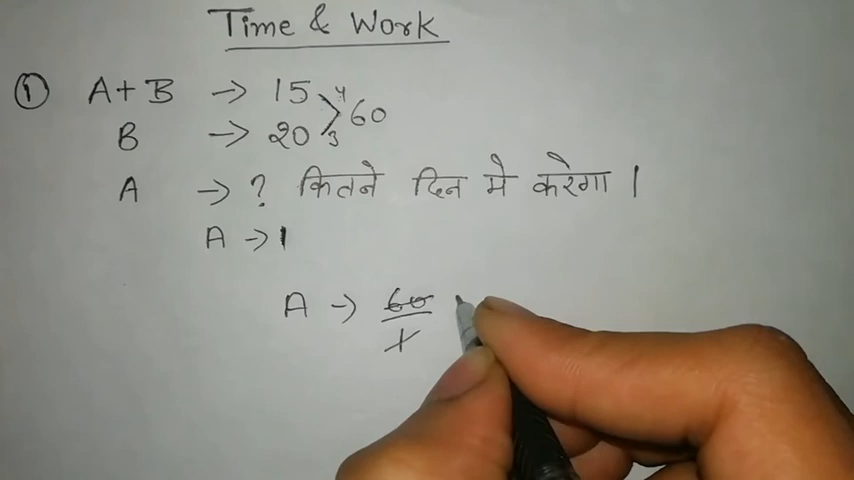 Time & Work
① A+B → 15 4
60
B → 20 3
A → ? कितने दिन मे करेगा |
A → 1
A → 60
1